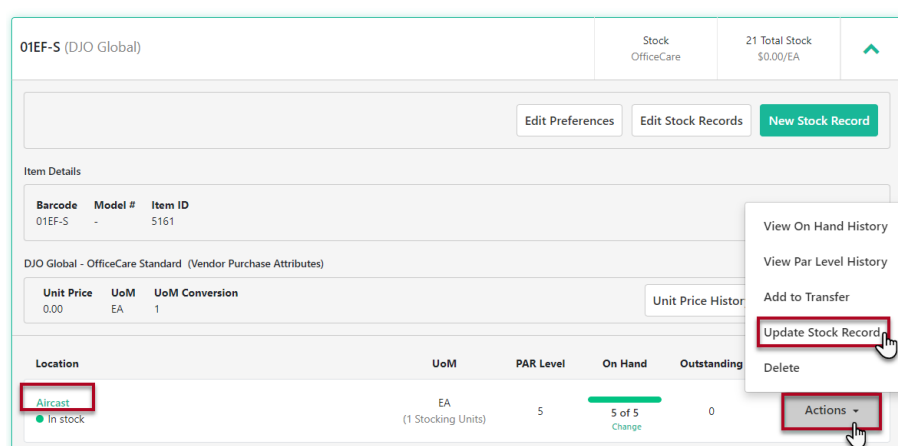 01EF-S (DJO Global)
Stock
OfficeCare
21 Total Stock
$0.00/EA
Edit Preferences
Edit Stock Records
New Stock Record
Item Details
Barcode Model # Item ID
01EF-S - 5161
View On Hand History
View Par Level History
Add to Transfer
Update Stock Record
Delete
DJO Global - OfficeCare Standard (Vendor Purchase Attributes)
Unit Price UoM UoM Conversion
0.00 EA 1
Unit Price Histor
Location UoM PAR Level On Hand Outstanding
Aircast
In stock
EA
(1 Stocking Units)
5
5 of 5
Change
0
Actions